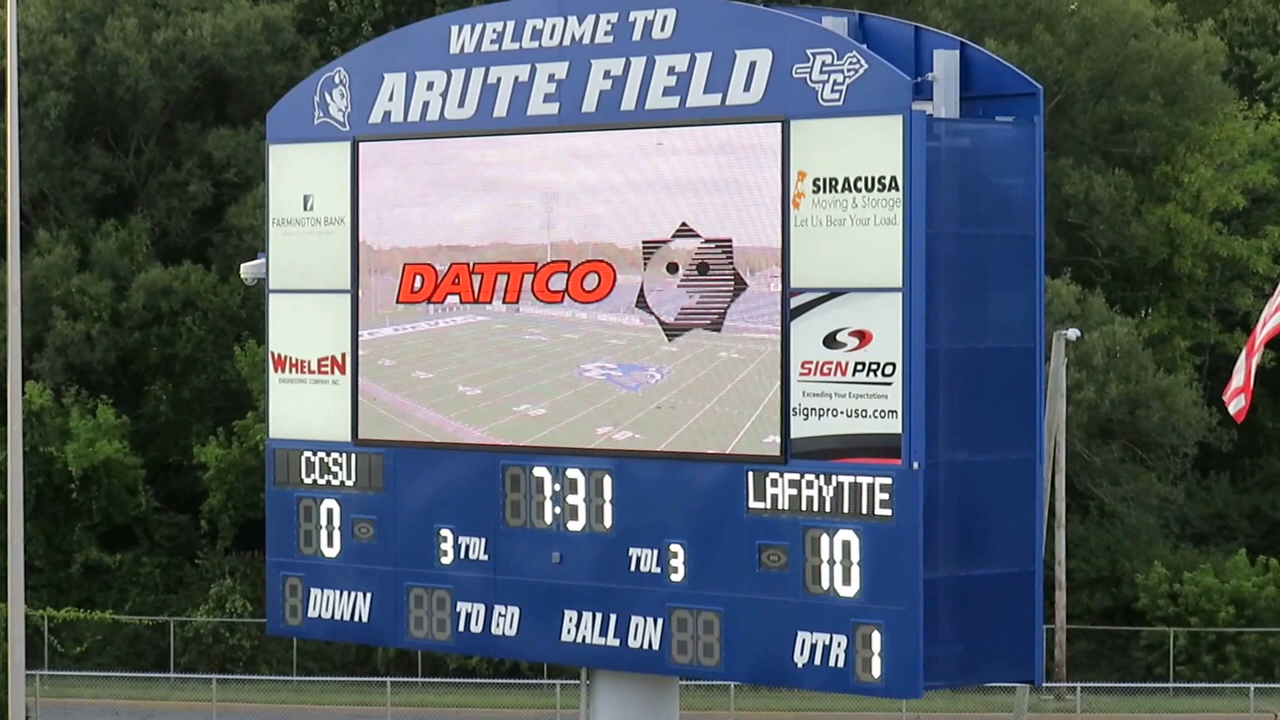 WELCOME TO
ARUTE FIELD
CC
FARMINGTON BANK
WHELEN
ENGINEERING COMPANY, INC.
DATTCO
SIRACUSA
Moving & Storage
Let Us Bear Your Load.
SIGN PRO
Exceeding Your Expectations
signpro-usa.com
CCSU
7:31
LAFAYTTE
0
3 TOL
TOL 3
10
DOWN
TO GO
BALL ON
QTR 1